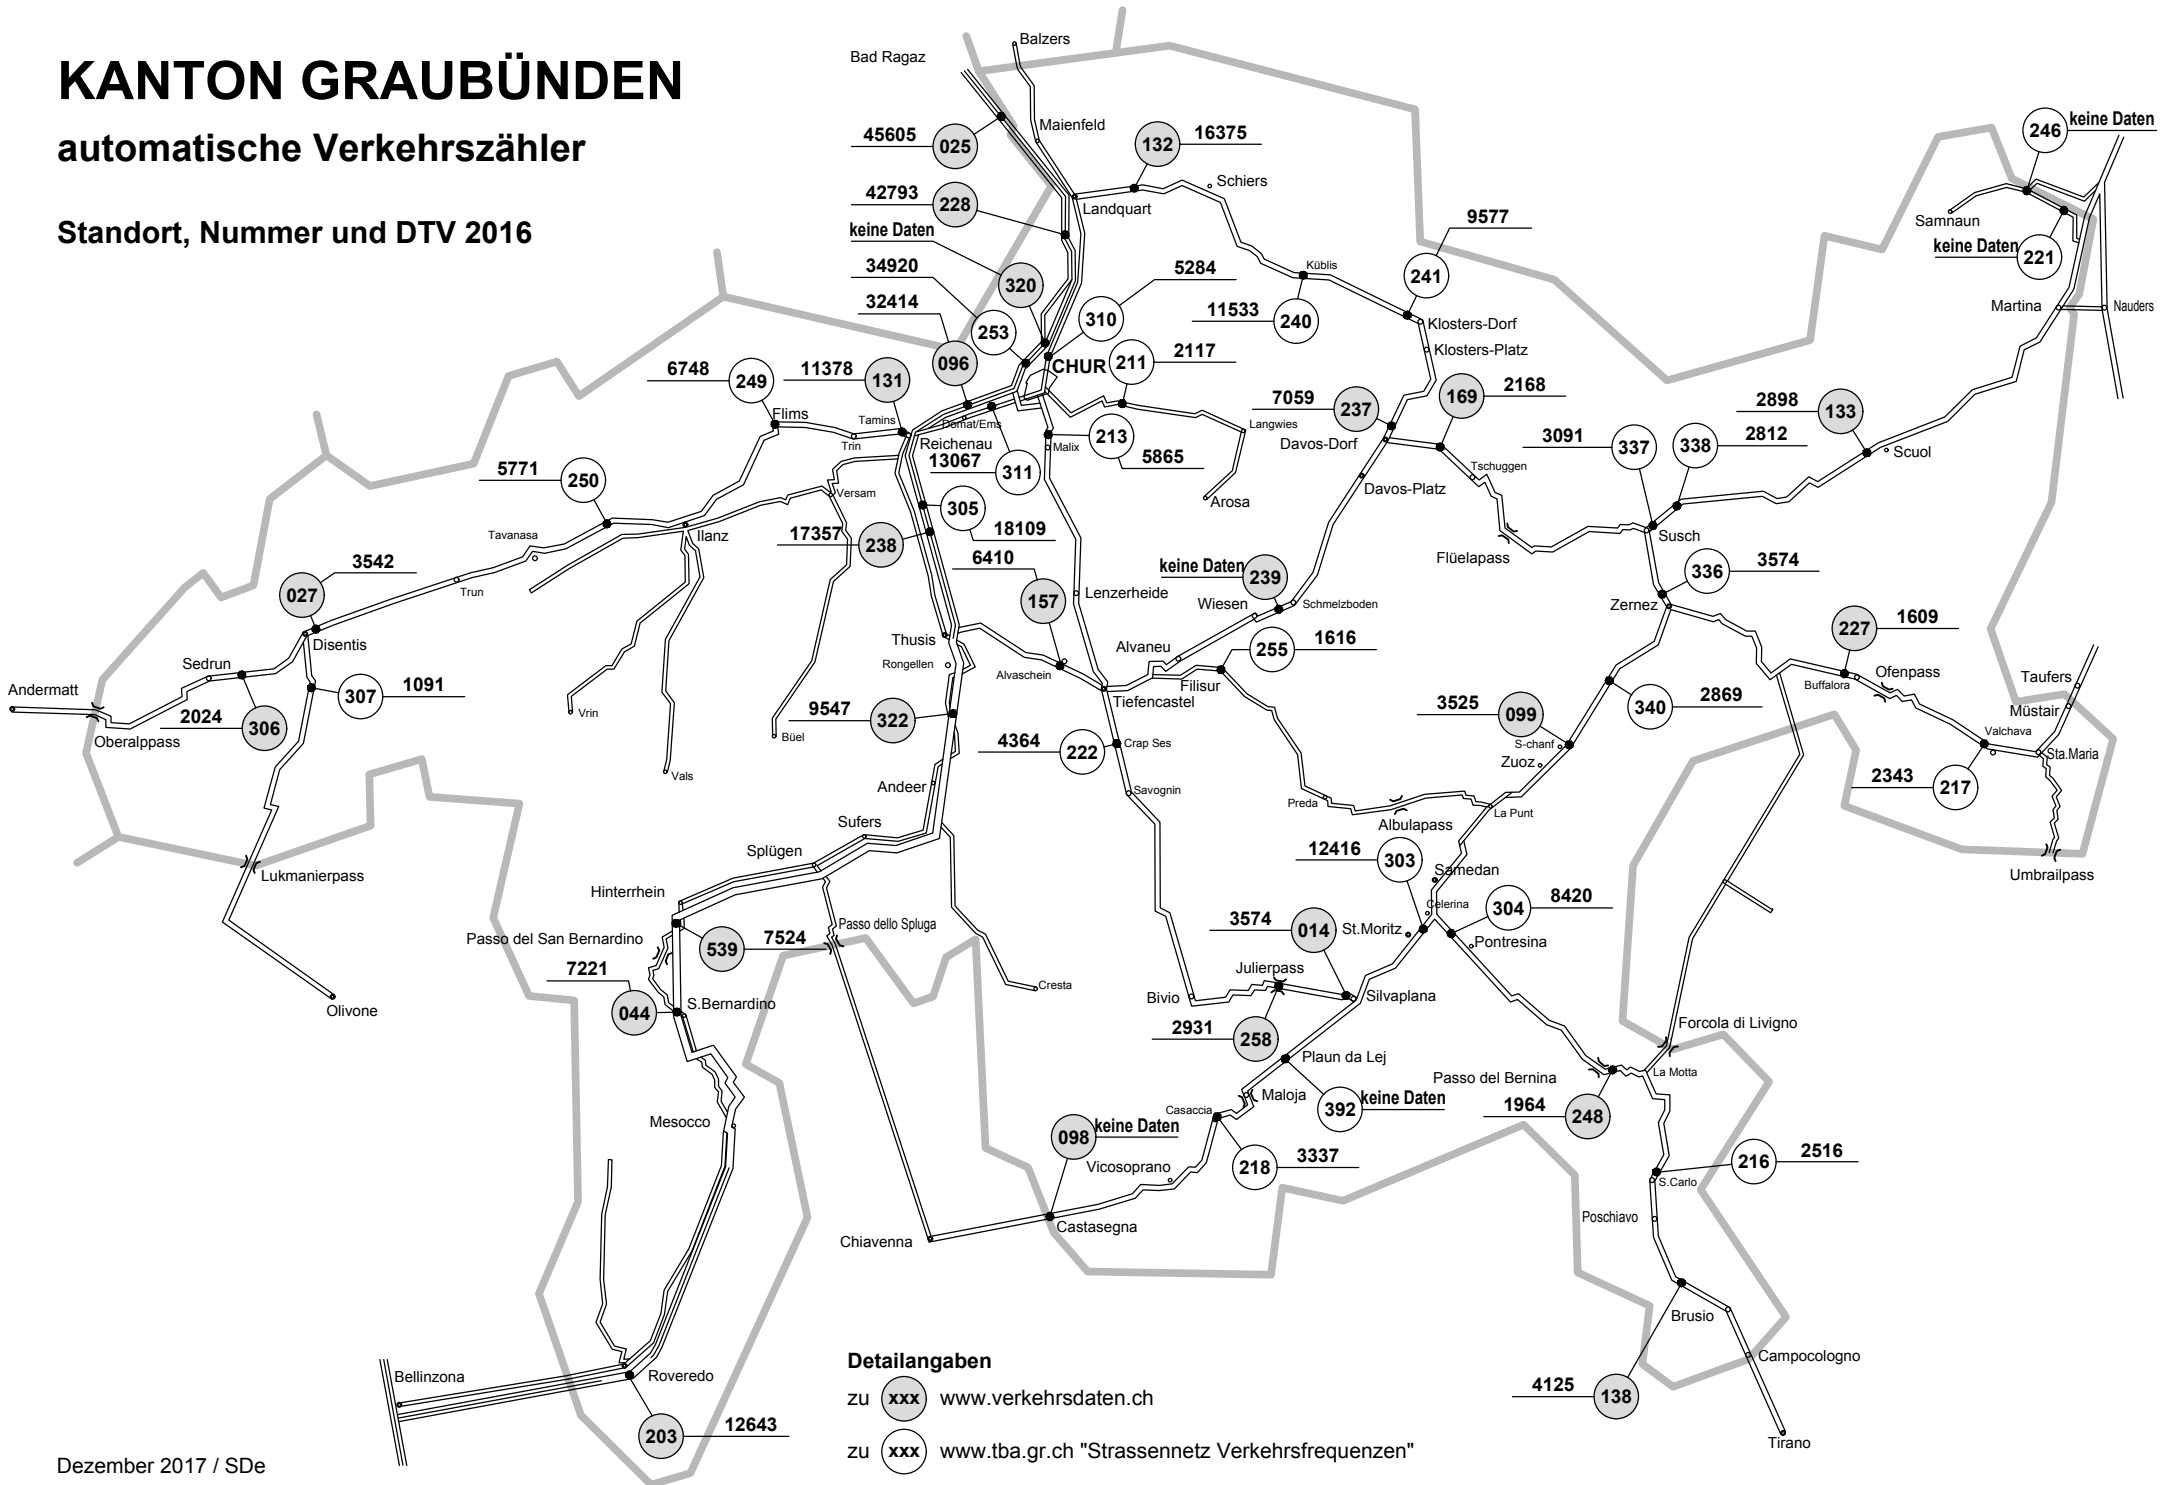 KANTON GRAUBÜNDEN
automatische Verkehrszähler
Standort, Nummer und DTV 2016
Bad Ragaz
Balzers
Maienfeld
45605 025
132 16375
Schiers
42793 228
Landquart
keine Daten
320
34920
253
32414
096
310 5284
9577
241
Küblis
11533 240
Klosters-Dorf
Klosters-Platz
246 keine Daten
Samnaun
keine Daten
221
Martina
Nauders
CHUR
211 2117
6748 249
11378 131
Flims
Tamins
Trin
Domat/Ems
Reichenau
13067
311
Malix
213
5865
Langwies
Arosa
7059 237
169 2168
Davos-Dorf
Davos-Platz
Tschuggen
Flüelapass
3091 337
338 2812
2898 133
Scuol
Susch
5771 250
Tavanasa
Ilanz
Versam
305
18109
17357 238
6410
157
Lenzerheide
keine Daten
239
Wiesen
Schmelzboden
336 3574
Zernez
3542
027
Trun
Disentis
Sedrun
Andermatt
307 1091
2024
306
Oberalppass
Vrin
Vals
Büel
Thusis
Rongellen
Alvaschein
Alvaneu
255 1616
Filisur
Tiefencastel
9547 322
4364 222
Crap Ses
Savognin
Andeer
227 1609
Buffalora
Ofenpass
Taufers
Müstair
Valchava
Sta.Maria
3525 099
340 2869
S-chanf
Zuoz
2343 217
Umbrailpass
Preda
Albulapass
La Punt
Sufers
Splügen
Hinterrhein
Lukmanierpass
Olivone
12416 303
Samedan
Celerina
304 8420
Pontresina
Passo del San Bernardino
539 7524
Passo dello Spluga
7221
044
S.Bernardino
Cresta
3574 014
St.Moritz
Julierpass
Bivio
Silvaplana
2931 258
Plaun da Lej
Maloja
392 keine Daten
Forcola di Livigno
La Motta
Passo del Bernina
1964 248
Mesocco
098 keine Daten
Casaccia
Vicosoprano
218 3337
216 2516
S.Carlo
Poschiavo
Castasegna
Chiavenna
Brusio
Campocologno
4125 138
Tirano
Bellinzona
Roveredo
203 12643
Detailangaben
zu xxx www.verkehrsdaten.ch
zu xxx www.tba.gr.ch "Strassennetz Verkehrsfrequenzen"
Dezember 2017 / SDe